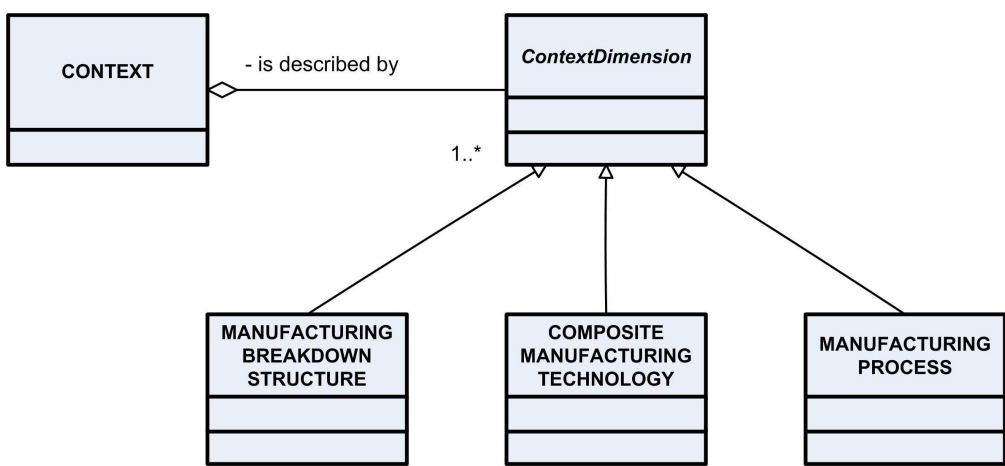 CONTEXT
- is described by
ContextDimension
1..*
MANUFACTURING
BREAKDOWN
STRUCTURE
COMPOSITE
MANUFACTURING
TECHNOLOGY
MANUFACTURING
PROCESS